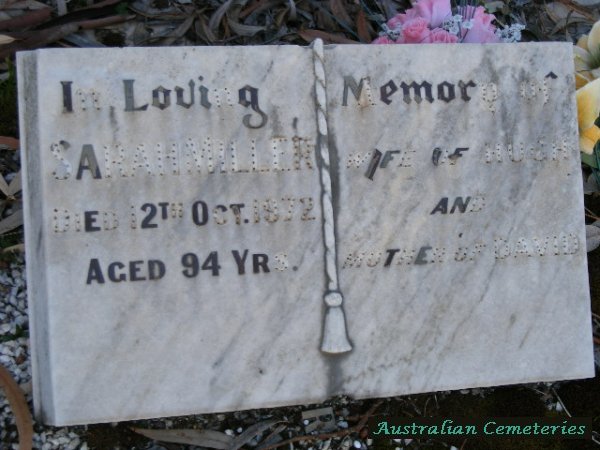 In Loving Memory of
SARAH MILLER
DIED 12TH OCT.
AGED 94 YRS.
WIFE OF HUGH
AND
MOTHER OF DAVID
Australian Cemeteries